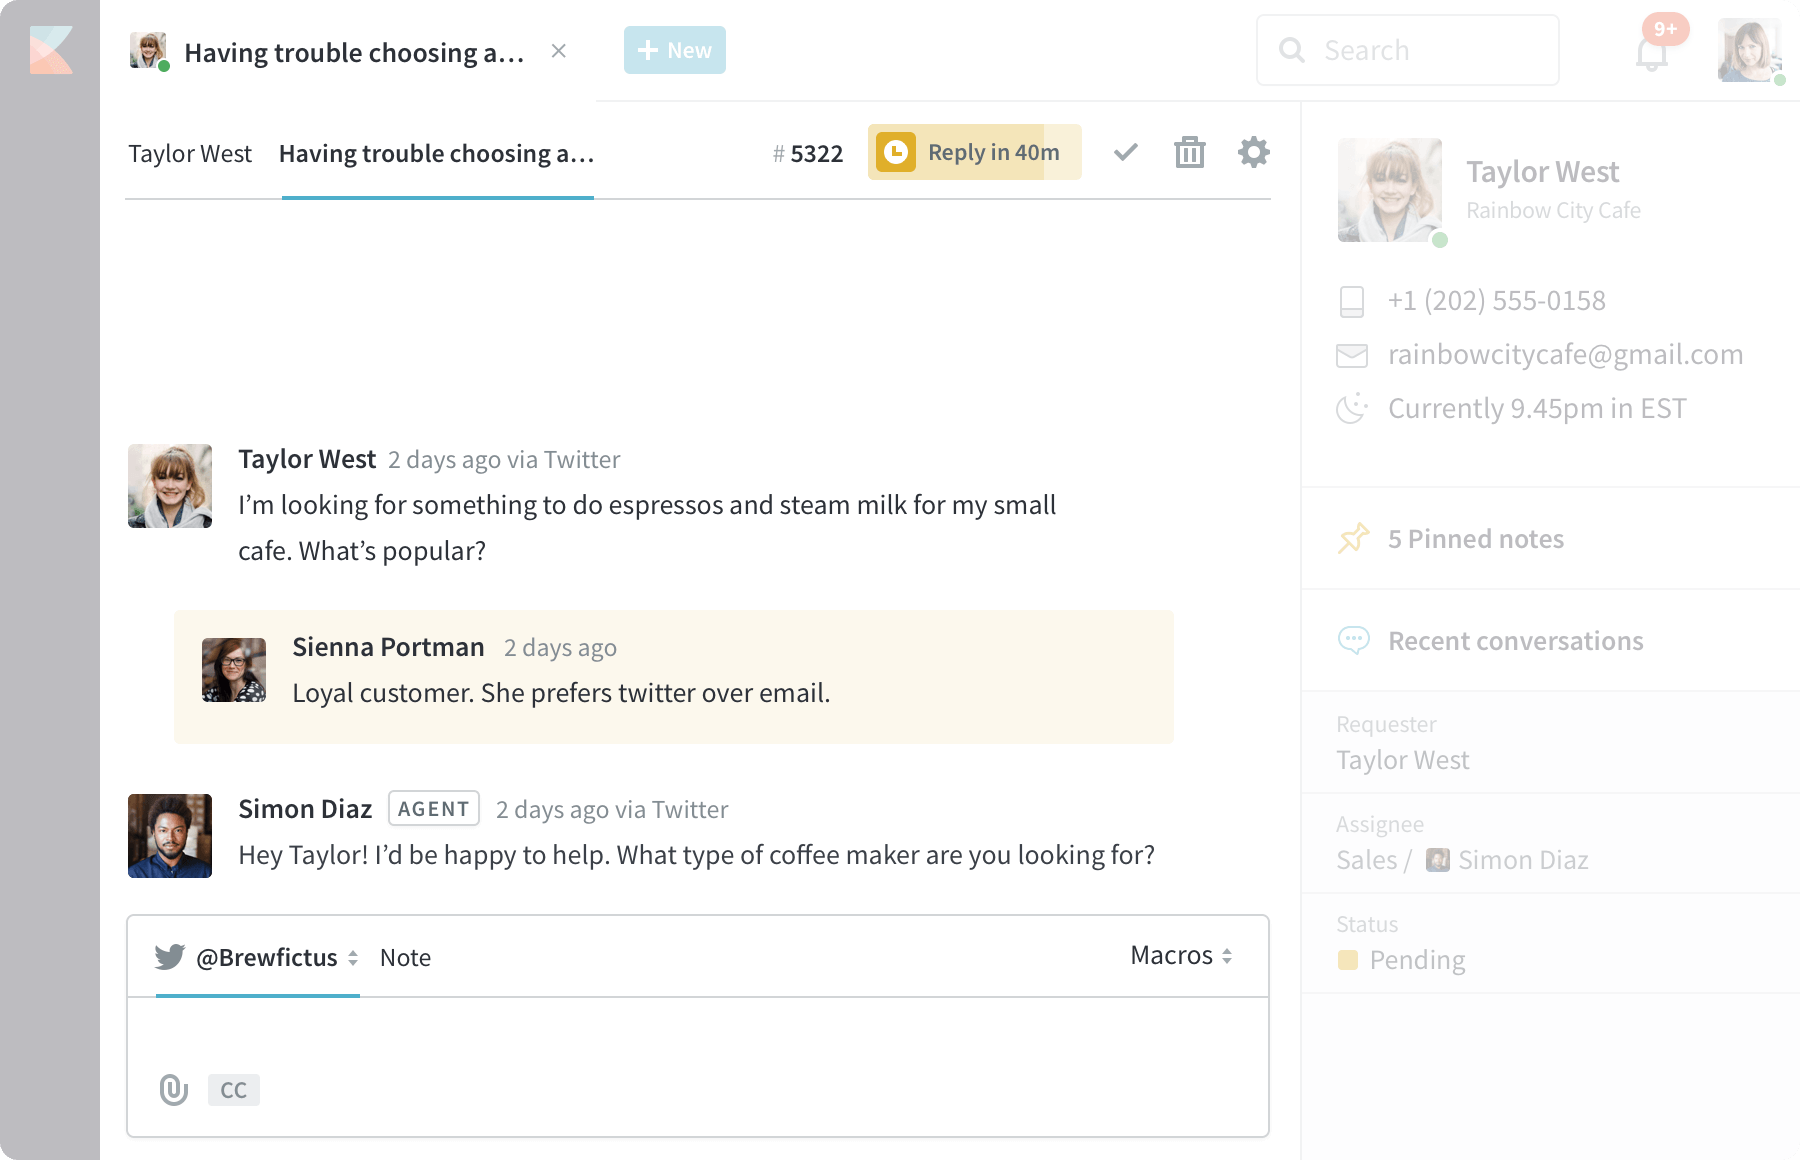 Having trouble choosing a…
New
Search
9+
Taylor West
Having trouble choosing a…
# 5322
Reply in 40m
Taylor West
Rainbow City Cafe
+1 (202) 555-0158
rainbowcitycafe@gmail.com
Currently 9.45pm in EST
Taylor West 2 days ago via Twitter
I’m looking for something to do espressos and steam milk for my small
cafe. What’s popular?
Sienna Portman 2 days ago
Loyal customer. She prefers twitter over email.
Simon Diaz AGENT 2 days ago via Twitter
Hey Taylor! I’d be happy to help. What type of coffee maker are you looking for?
@Brewfictus Note
Macros
CC
5 Pinned notes
Recent conversations
Requester
Taylor West
Assignee
Sales / Simon Diaz
Status
Pending